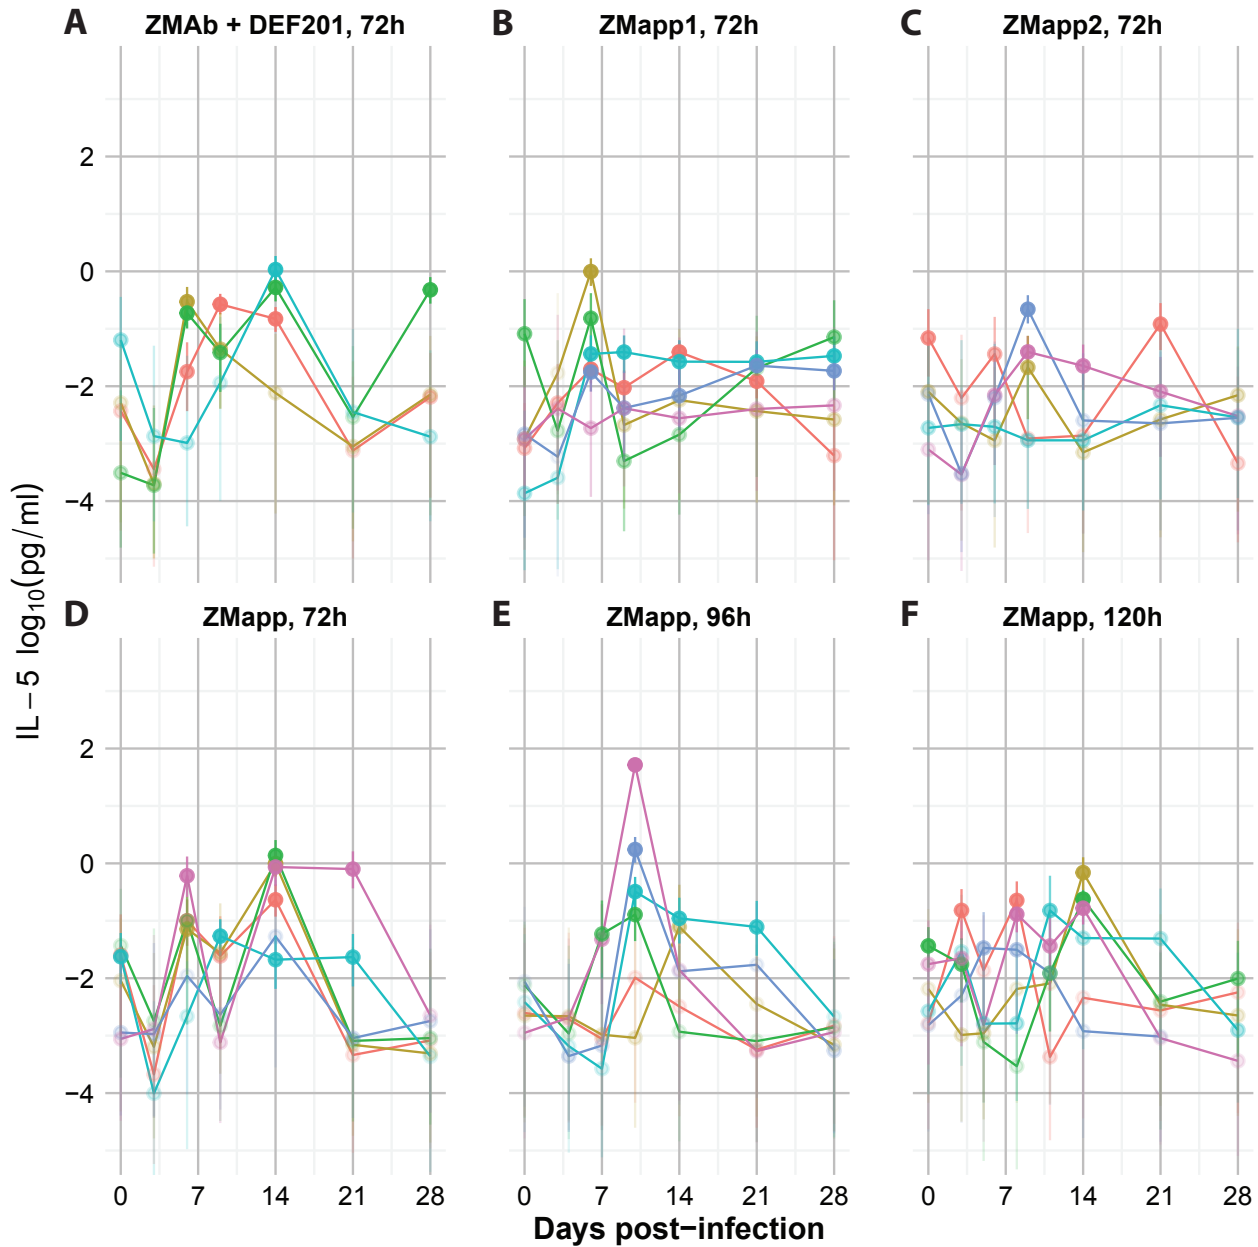 A ZMAb + DEF201, 72h B ZMapp1, 72h C ZMapp2, 72h
2
0
−2
−4
D ZMapp, 72h E ZMapp, 96h F ZMapp, 120h
2
0
−2
−4
IL−5 log₁₀(pg/ml)
0 7 14 21 28 0 7 14 21 28 0 7 14 21 28
Days post−infection